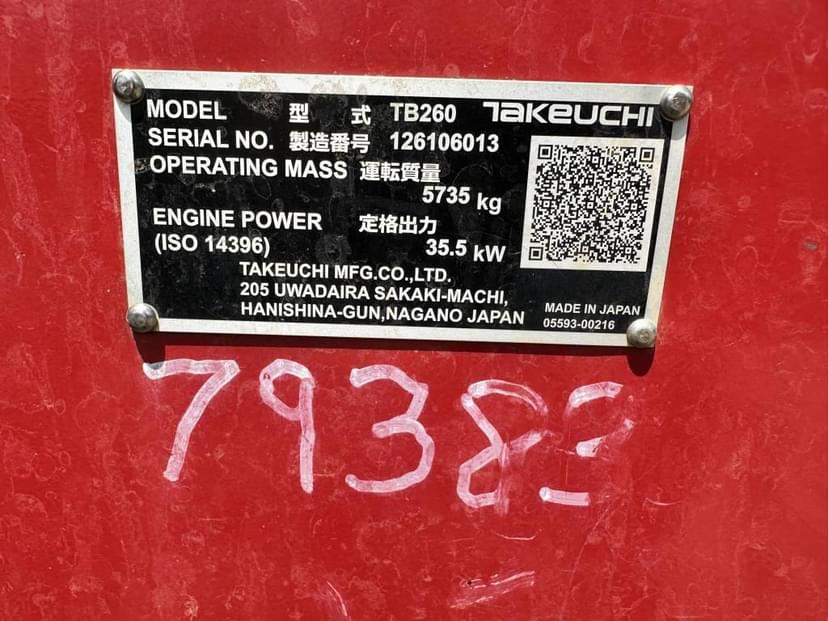 MODEL 型 式 TB260 TAKEUCHI
SERIAL NO. 製造番号 126106013
OPERATING MASS 運転質量
5735 kg
ENGINE POWER 定格出力
(ISO 14396) 35.5 kW
TAKEUCHI MFG.CO.,LTD.
205 UWADAIRA SAKAKI-MACHI,
HANISHINA-GUN,NAGANO JAPAN
MADE IN JAPAN
05593-00216
79383